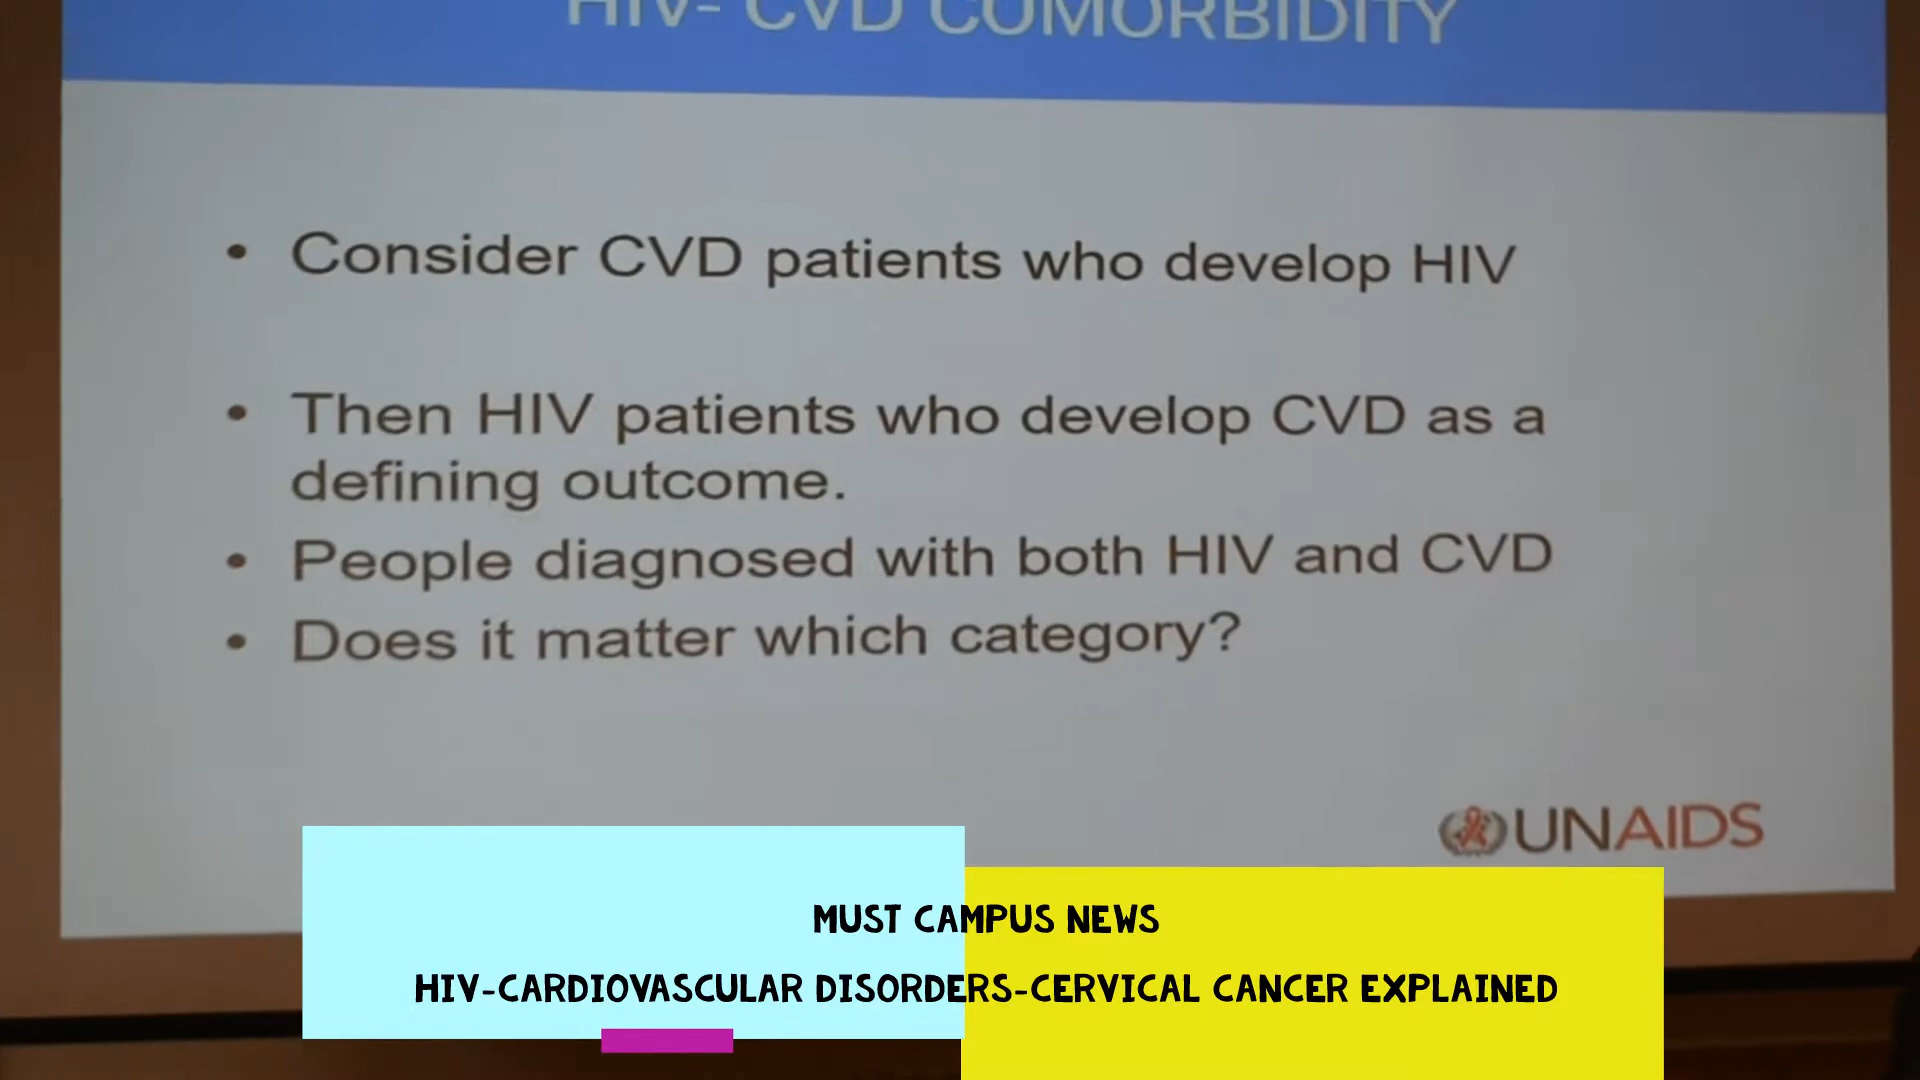 HIV- CVD COMORBIDITY
• Consider CVD patients who develop HIV
• Then HIV patients who develop CVD as a
defining outcome.
• People diagnosed with both HIV and CVD
• Does it matter which category?
UNAIDS
MUST CAMPUS NEWS
HIV-CARDIOVASCULAR DISORDERS-CERVICAL CANCER EXPLAINED